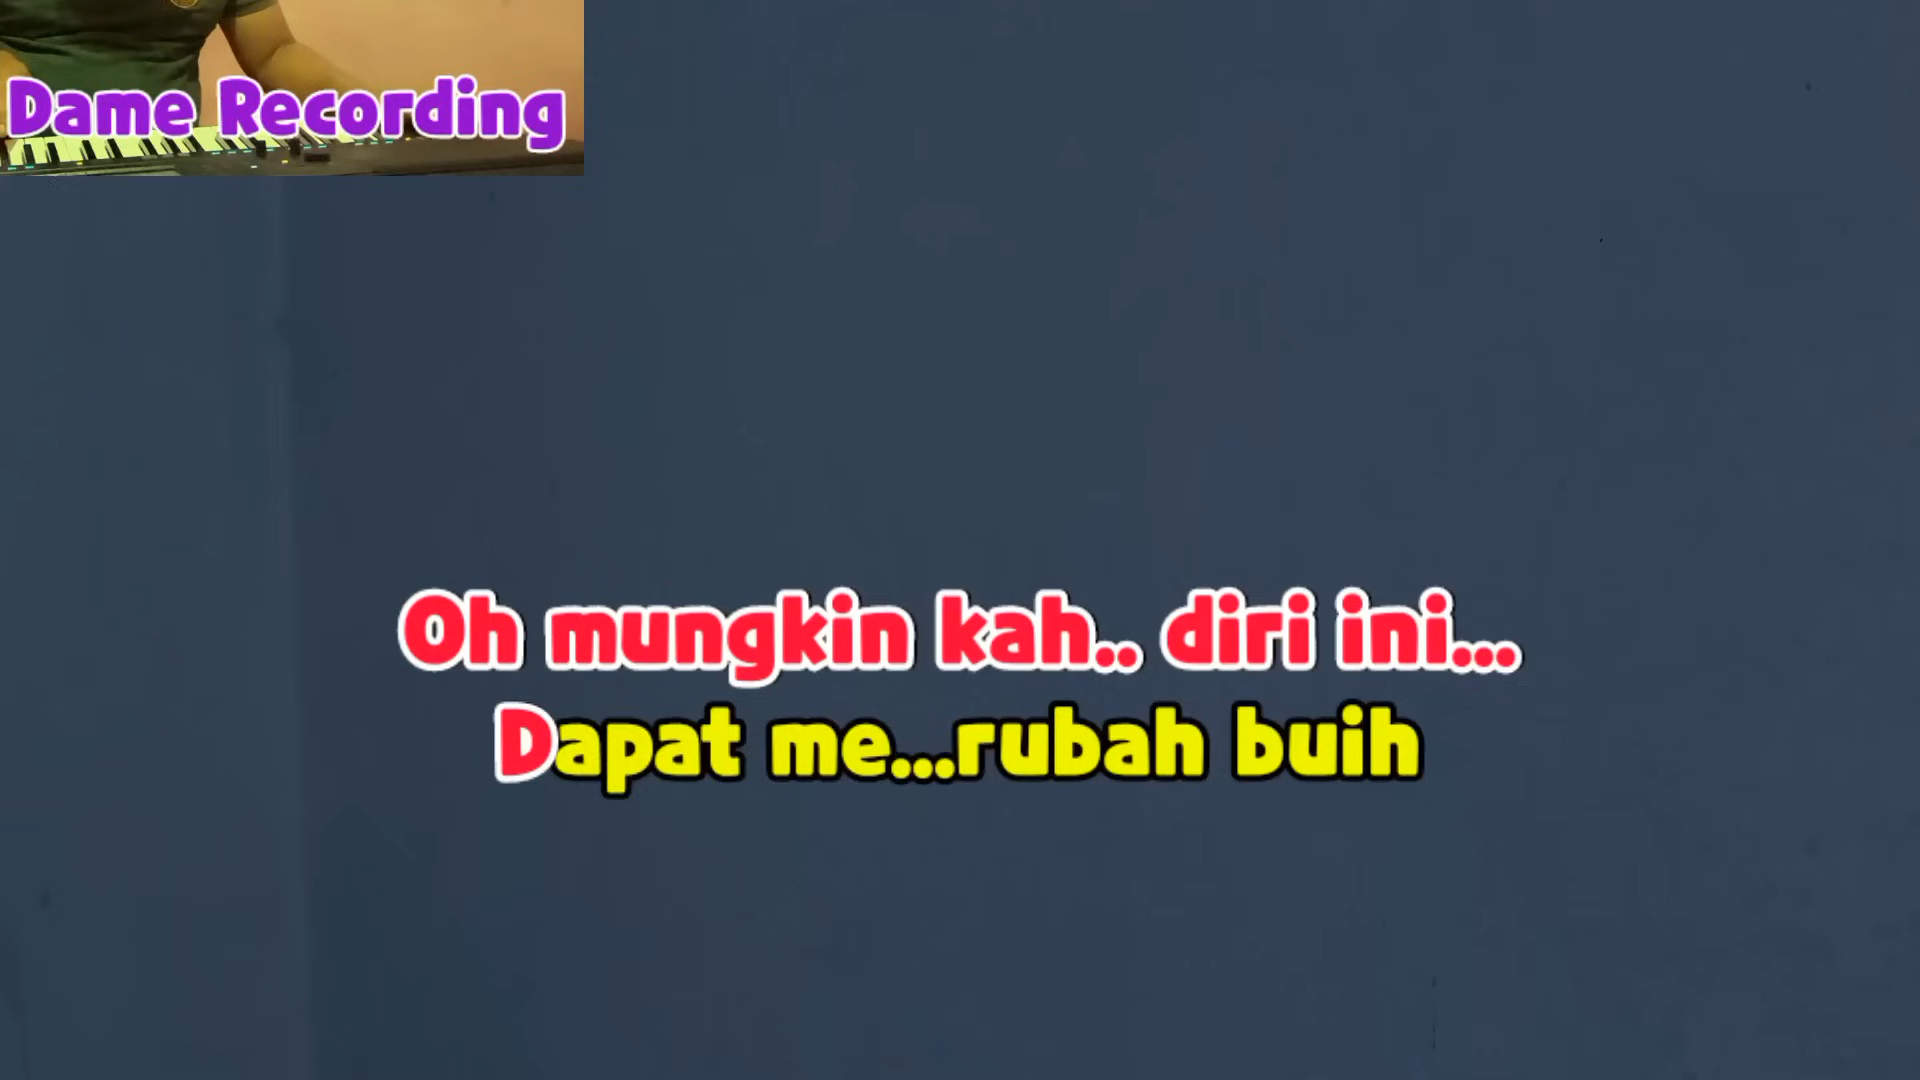 Dame Recording
Oh mungkin kah.. diri ini...
Dapat me...rubah buih